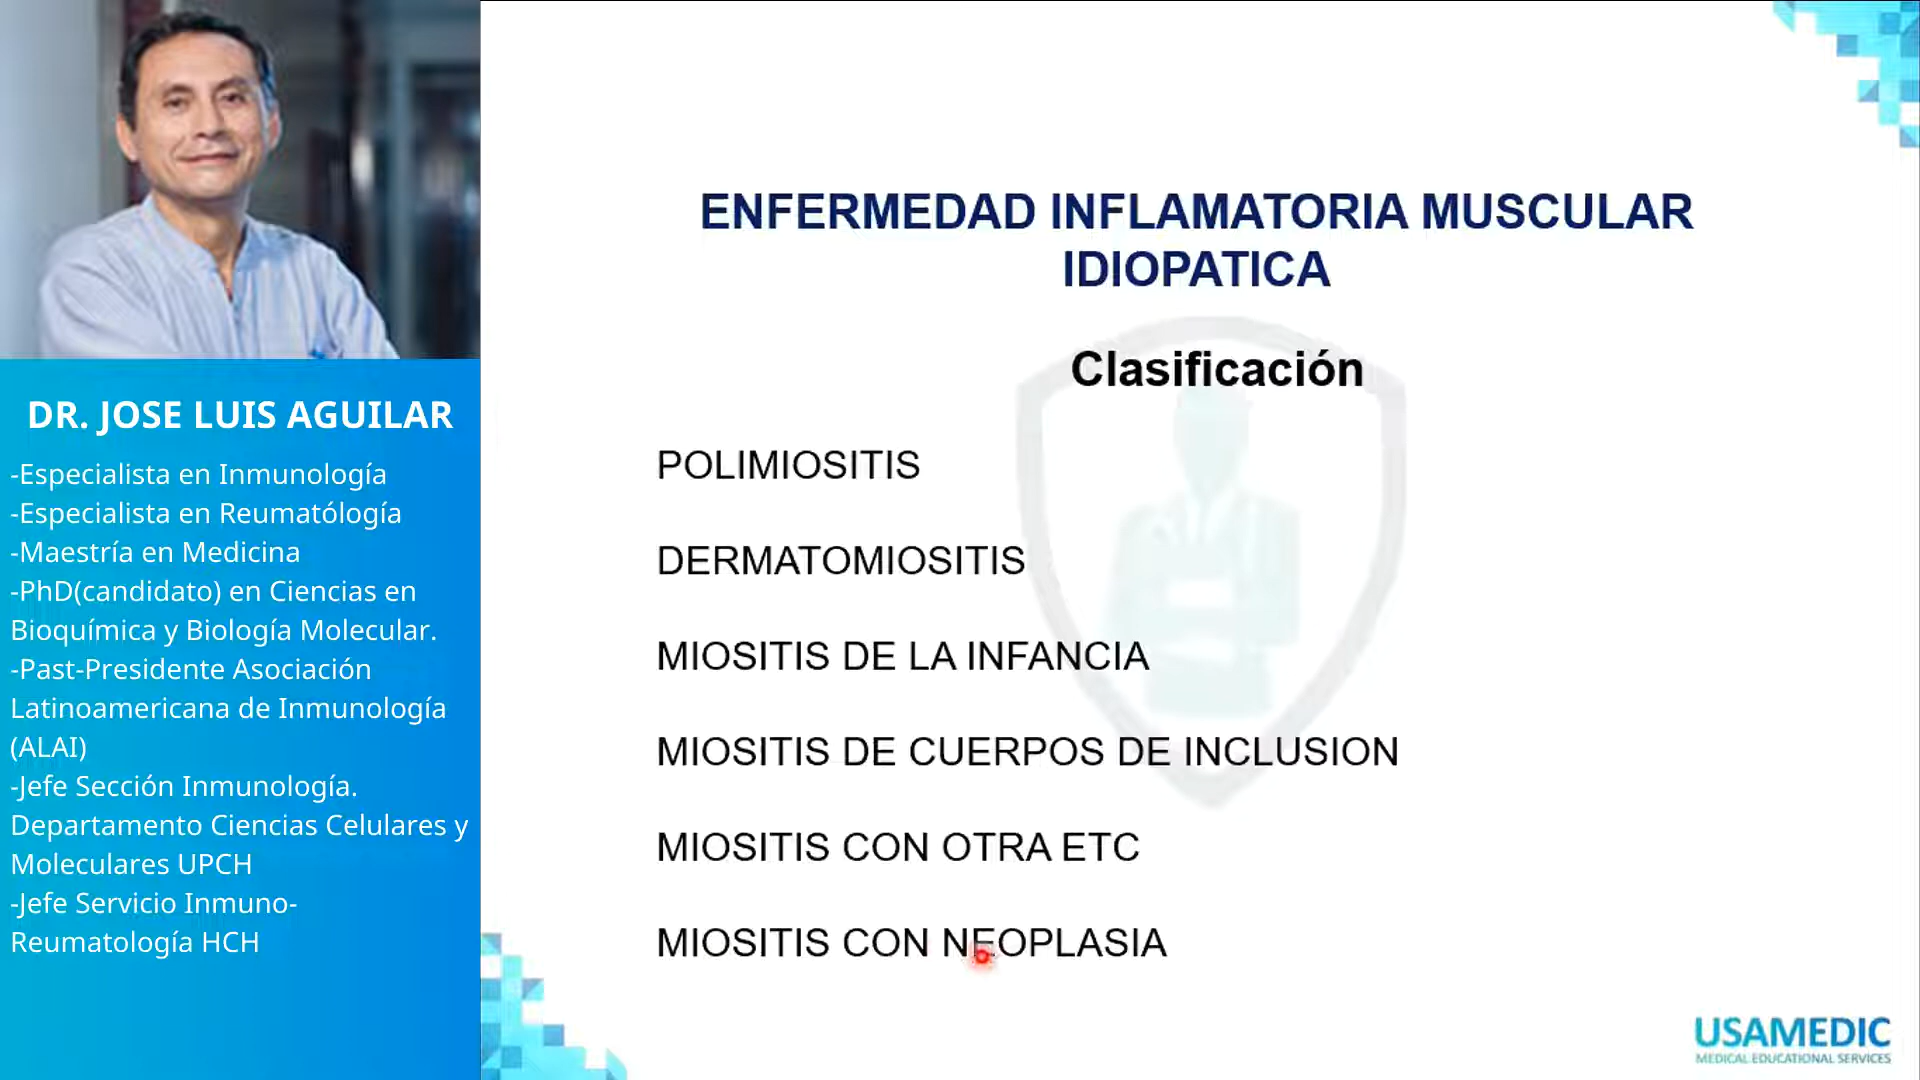 DR. JOSE LUIS AGUILAR
-Especialista en Inmunología
-Especialista en Reumatólogía
-Maestría en Medicina
-PhD(candidato) en Ciencias en
Bioquímica y Biología Molecular.
-Past-Presidente Asociación
Latinoamericana de Inmunología
(ALAI)
-Jefe Sección Inmunología.
Departamento Ciencias Celulares y
Moleculares UPCH
-Jefe Servicio Inmuno-
Reumatología HCH
ENFERMEDAD INFLAMATORIA MUSCULAR
IDIOPATICA
Clasificación
POLIMIOSITIS
DERMATOMIOSITIS
MIOSITIS DE LA INFANCIA
MIOSITIS DE CUERPOS DE INCLUSION
MIOSITIS CON OTRA ETC
MIOSITIS CON NEOPLASIA
USAMEDIC
MEDICAL EDUCATIONAL SERVICES